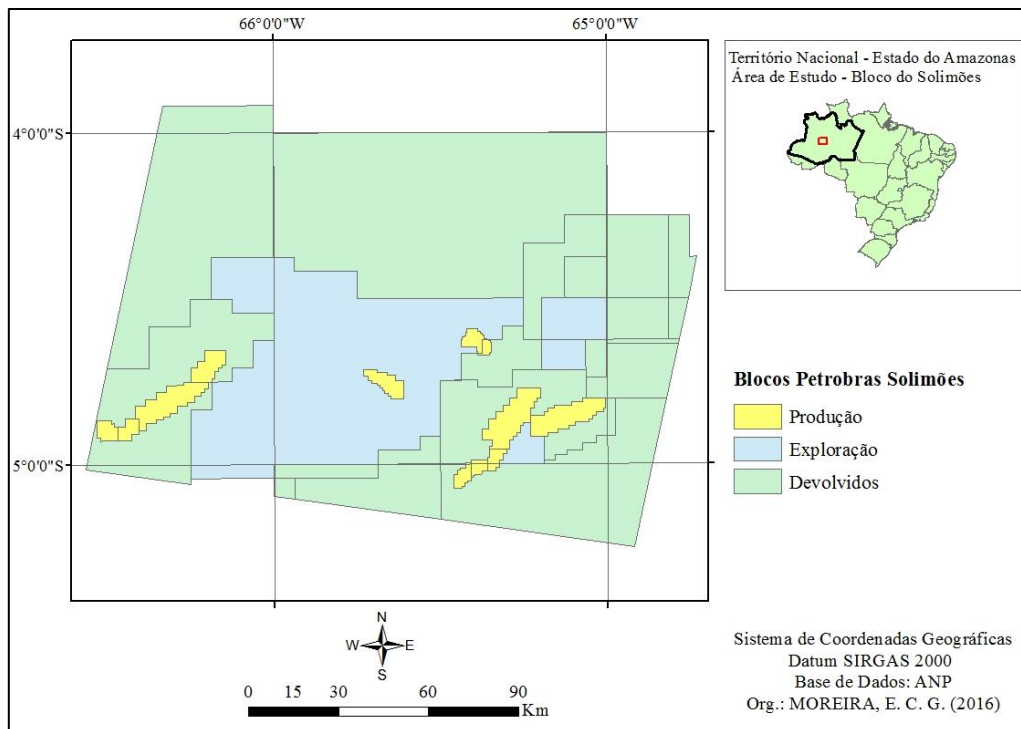 66°0'0"W
65°0'0"W
4°0'0"S
5°0'0"S
Território Nacional - Estado do Amazonas
Área de Estudo - Bloco do Solimões
Blocos Petrobras Solimões
Produção
Exploração
Devolvidos
N
W
E
S
0 15 30 60 90
Km
Sistema de Coordenadas Geográficas
Datum SIRGAS 2000
Base de Dados: ANP
Org.: MOREIRA, E. C. G. (2016)